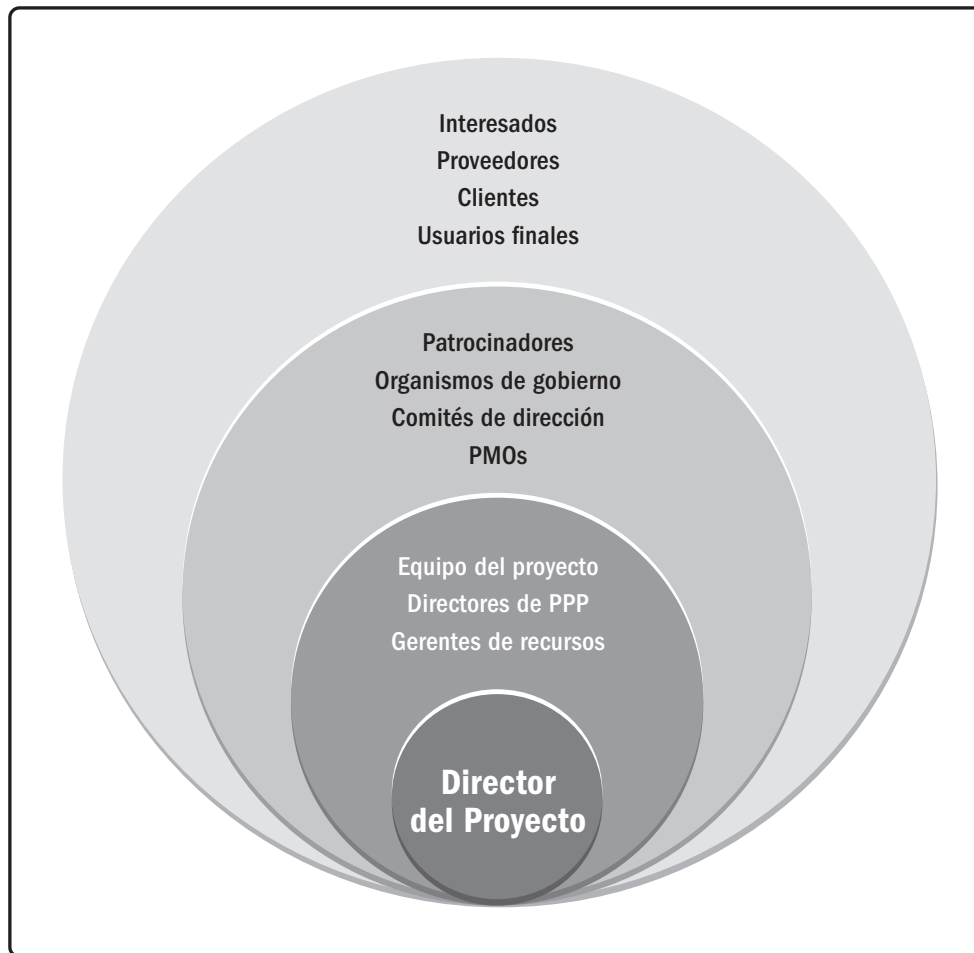 Interesados
Proveedores
Clientes
Usuarios finales
Patrocinadores
Organismos de gobierno
Comités de dirección
PMOs
Equipo del proyecto
Directores de PPP
Gerentes de recursos
Director
del Proyecto